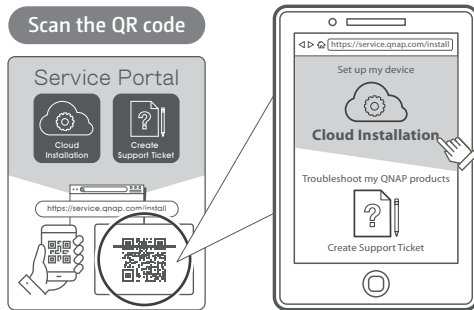 Scan the QR code
Service Portal
Cloud
Installation
Create
Support Ticket
https://service.qnap.com/install
https://service.qnap.com/install
Set up my device
Cloud Installation
Troubleshoot my QNAP products
Create Support Ticket